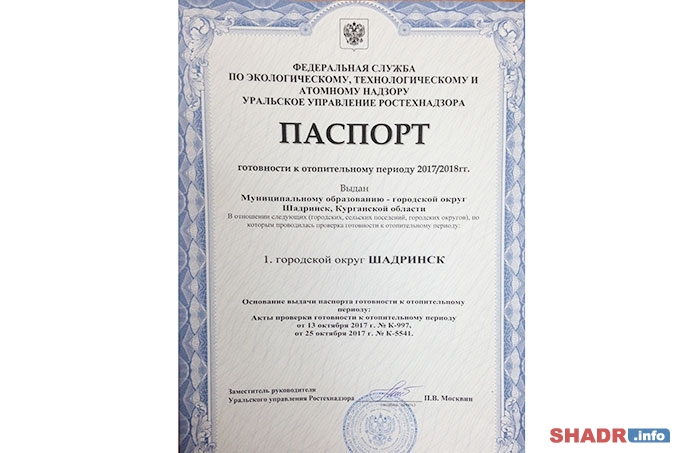 ФЕДЕРАЛЬНАЯ СЛУЖБА
ПО ЭКОЛОГИЧЕСКОМУ, ТЕХНОЛОГИЧЕСКОМУ И
АТОМНОМУ НАДЗОРУ
УРАЛЬСКОЕ УПРАВЛЕНИЕ РОСТЕХНАДЗОРА
ПАСПОРТ
готовности к отопительному периоду 2017/2018гг.
Выдан
Муниципальному образованию - городской округ
Шадринск, Курганской области
В отношении следующих (городских, сельских поселений, городских округов), по
которым проводилась проверка готовности к отопительному периоду:
1. городской округ ШАДРИНСК
Основание выдачи паспорта готовности к отопительному
периоду:
Акты проверки готовности к отопительному периоду
от 13 октября 2017 г. № К-997,
от 25 октября 2017 г. № К-5541.
Заместитель руководителя
Уральского управления Ростехнадзора П.В. Москвин
SHADR.info